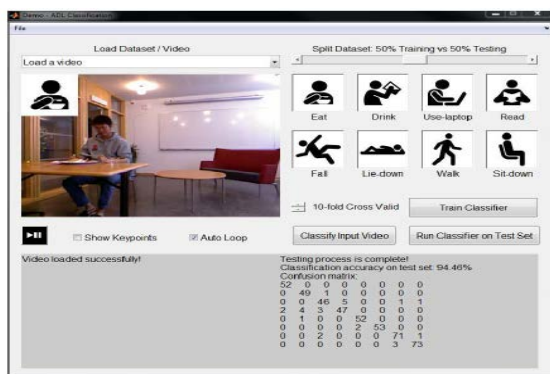 Demo - ADL Classification
File
Load Dataset / Video
Split Dataset: 50% Training vs 50% Testing
Load a video
Eat
Drink
Use-laptop
Read
Fall
Lie-down
Walk
Sit-down
10-fold Cross Valid
Train Classifier
Show Keypoints
Auto Loop
Classify Input Video
Run Classifier on Test Set
Video loaded successfully!
Testing process is complete!
Classification accuracy on test set: 94.46%
Confusion matrix:
52 0 0 0 0 0 0 0
0 49 1 0 0 0 0 0
0 0 46 5 0 0 1 1
2 4 3 47 0 0 0 0
0 1 0 0 52 0 0 0
0 0 0 0 2 53 0 0
0 0 2 0 0 0 71 1
0 0 0 0 0 0 3 73